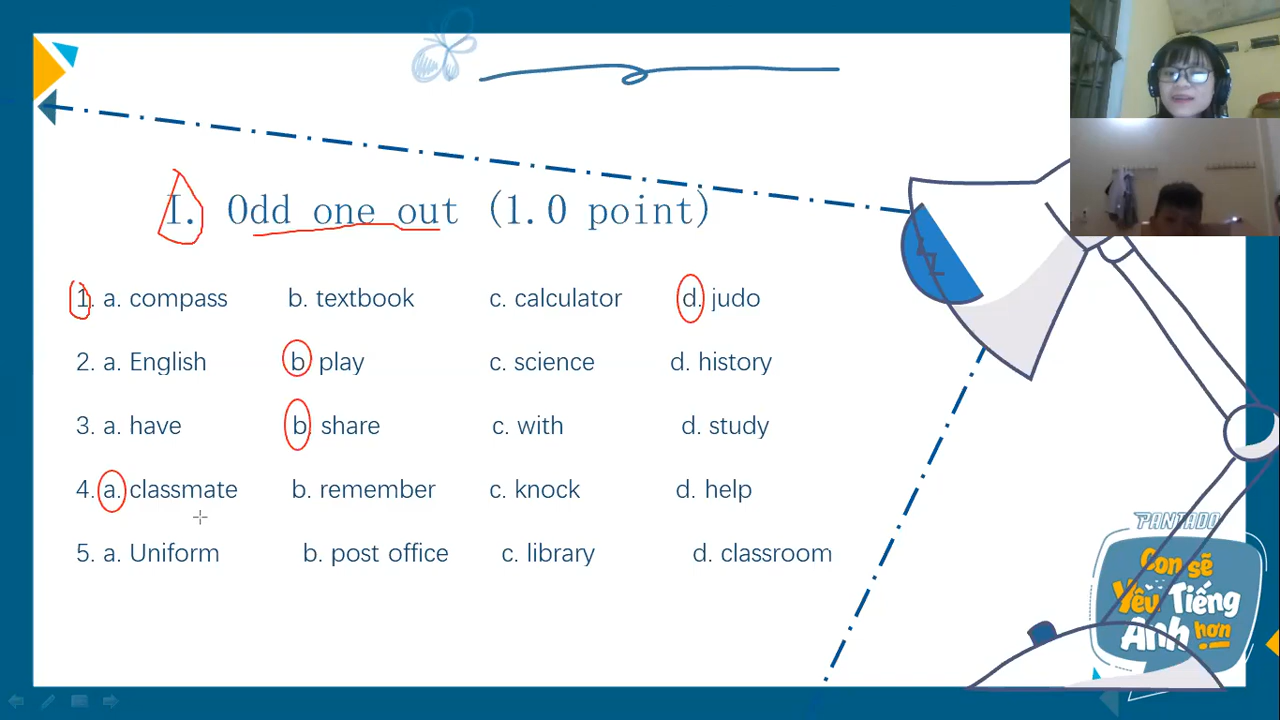 I. Odd one out (1.0 point)
1. a. compass b. textbook c. calculator d. judo
2. a. English b play c. science d. history
3. a. have b share c. with d. study
4. a. classmate b. remember c. knock d. help
5. a. Uniform b. post office c. library d. classroom
PANTADO
Con sẽ
Yêu Tiếng
Anh hơn